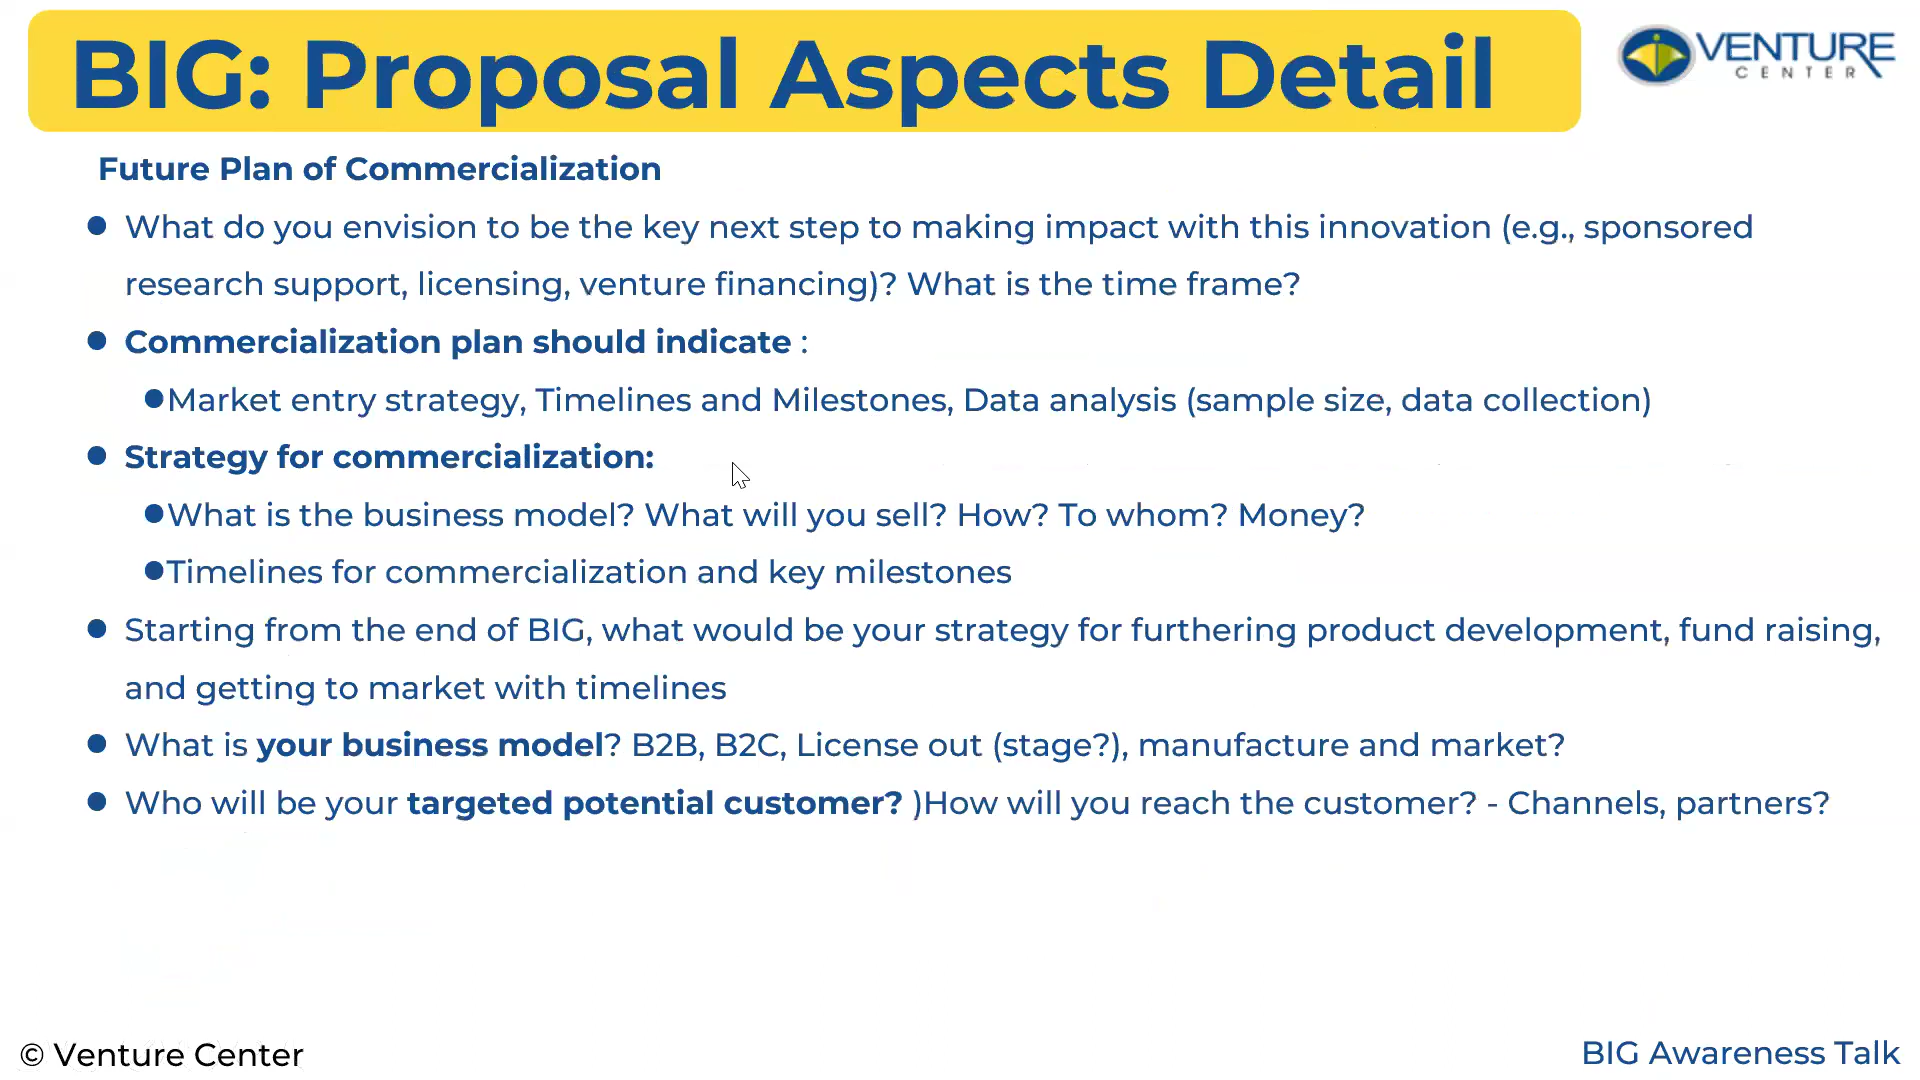 BIG: Proposal Aspects Detail
VENTURE
CENTER
Future Plan of Commercialization
● What do you envision to be the key next step to making impact with this innovation (e.g., sponsored
research support, licensing, venture financing)? What is the time frame?
● Commercialization plan should indicate :
●Market entry strategy, Timelines and Milestones, Data analysis (sample size, data collection)
● Strategy for commercialization:
●What is the business model? What will you sell? How? To whom? Money?
●Timelines for commercialization and key milestones
● Starting from the end of BIG, what would be your strategy for furthering product development, fund raising,
and getting to market with timelines
● What is your business model? B2B, B2C, License out (stage?), manufacture and market?
● Who will be your targeted potential customer? )How will you reach the customer? - Channels, partners?
© Venture Center
BIG Awareness Talk